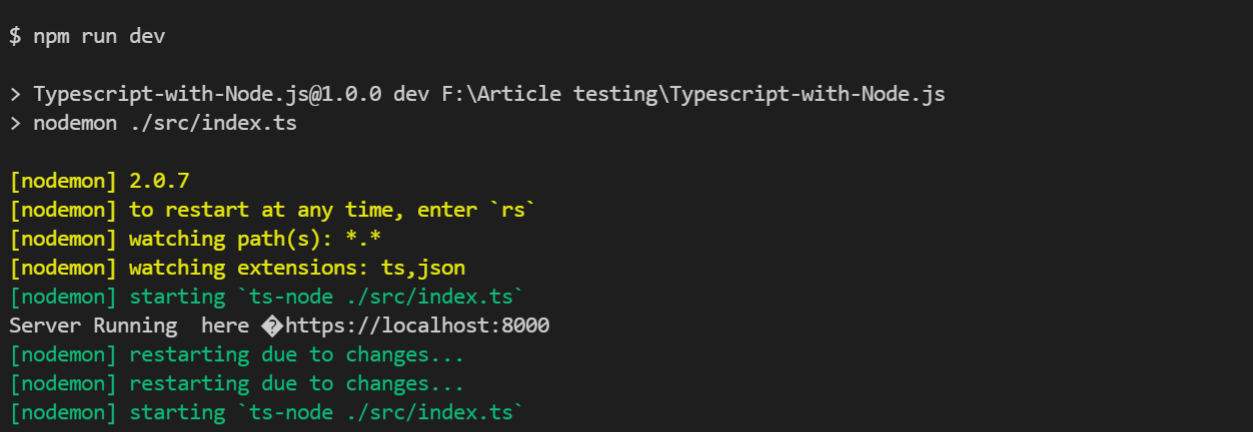 $ npm run dev
> Typescript-with-Node.js@1.0.0 dev F:\Article testing\Typescript-with-Node.js
> nodemon ./src/index.ts
[nodemon] 2.0.7
[nodemon] to restart at any time, enter `rs`
[nodemon] watching path(s): *.*
[nodemon] watching extensions: ts,json
[nodemon] starting `ts-node ./src/index.ts`
Server Running  here �https://localhost:8000
[nodemon] restarting due to changes...
[nodemon] restarting due to changes...
[nodemon] starting `ts-node ./src/index.ts`